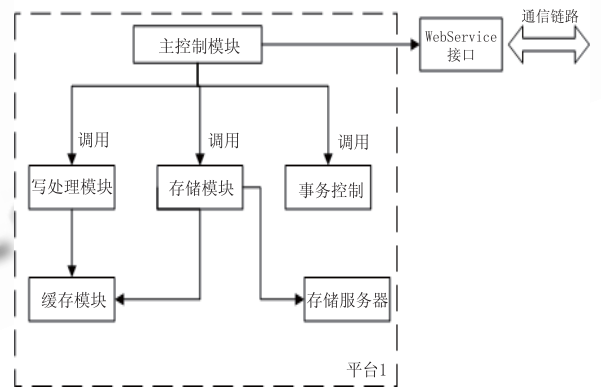 通信链路
主控制模块
WebService
接口
调用
调用
调用
写处理模块
存储模块
事务控制
缓存模块
存储服务器
平台1